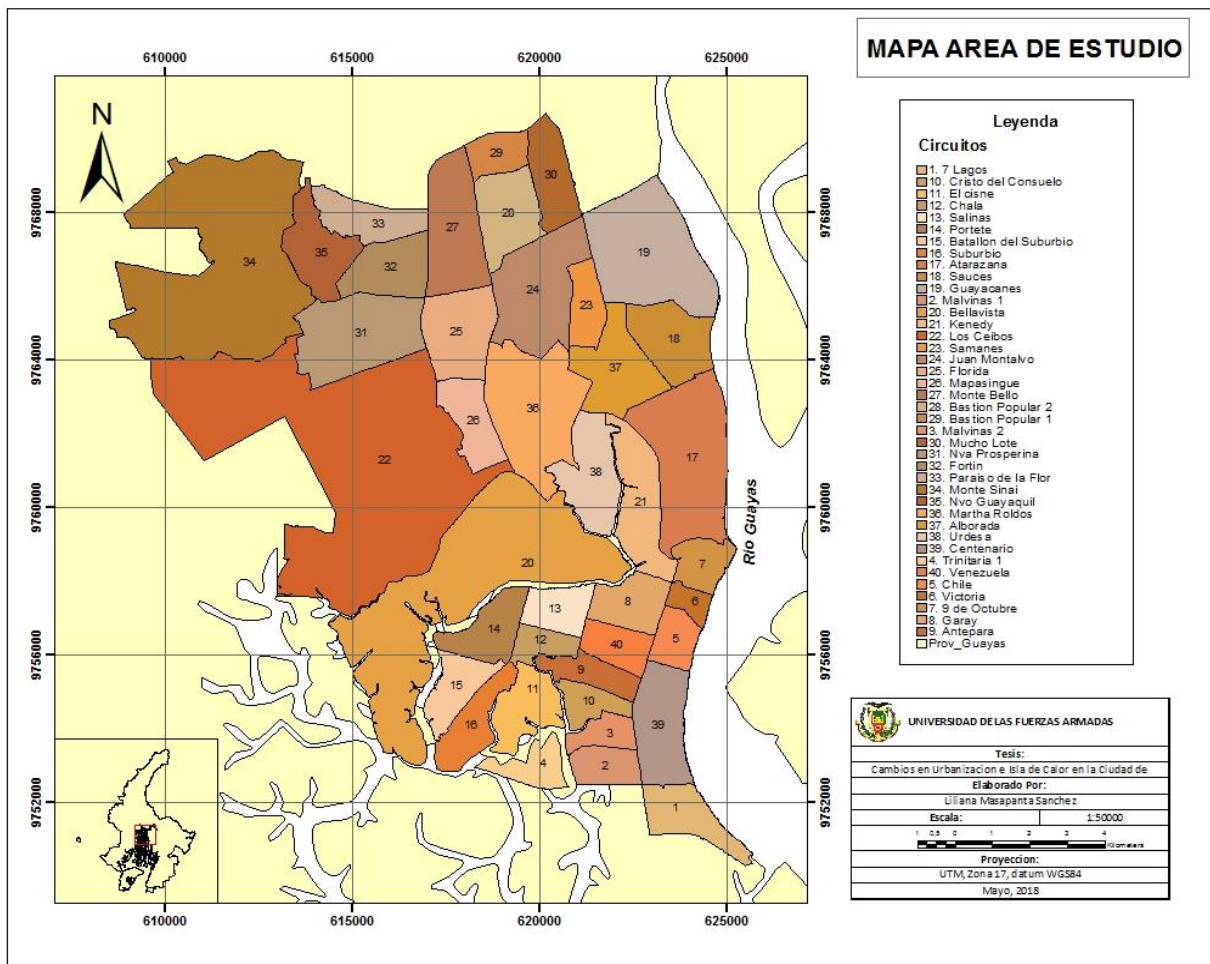 MAPA AREA DE ESTUDIO
610000 615000 620000 625000
N
9768000 9768000
9764000 9764000
9760000 9760000
9756000 9756000
9752000 9752000
29
30
20
33
27
19
35
34
32
24
23
31
25
18
37
36
26
22
38
17
21
Rio Guayas
20
7
13
8
6
14
12
40
5
9
15
11
10
16
3
39
4
2
1
610000 615000 620000 625000
Leyenda
Circuitos
1. 7 Lagos
10. Cristo del Consuelo
11. El cisne
12. Chala
13. Salinas
14. Portete
15. Batallon del Suburbio
16. Suburbio
17. Atarazana
18. Sauces
19. Guayacanes
2. Malvinas 1
20. Bellavista
21. Kenedy
22. Los Ceibos
23. Samanes
24. Juan Montalvo
25. Florida
26. Mapasingue
27. Monte Bello
28. Bastion Popular 2
29. Bastion Popular 1
3. Malvinas 2
30. Mucho Lote
31. Nva Prosperina
32. Fortin
33. Paraiso de la Flor
34. Monte Sinai
35. Nvo Guayaquil
36. Martha Roldos
37. Alborada
38. Urdesa
39. Centenario
4. Trinitaria 1
40. Venezuela
5. Chile
6. Victoria
7. 9 de Octubre
8. Garay
9. Antepara
Prov_Guayas
UNIVERSIDAD DE LAS FUERZAS ARMADAS
Tesis:
Cambios en Urbanizacion e Isla de Calor en la Ciudad de
Elaborado Por:
Liliana Masapanta Sanchez
Escala: 1:50000
1 0,5 0 1 2 3 4
Kilometers
Proyeccion:
UTM, Zona 17, datum WGS84
Mayo, 2018